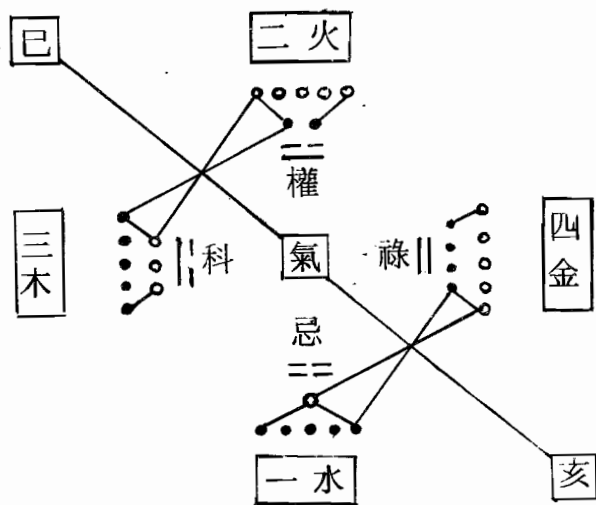 巳
二火
權
三木
科
氣
祿
四金
忌
一水
亥